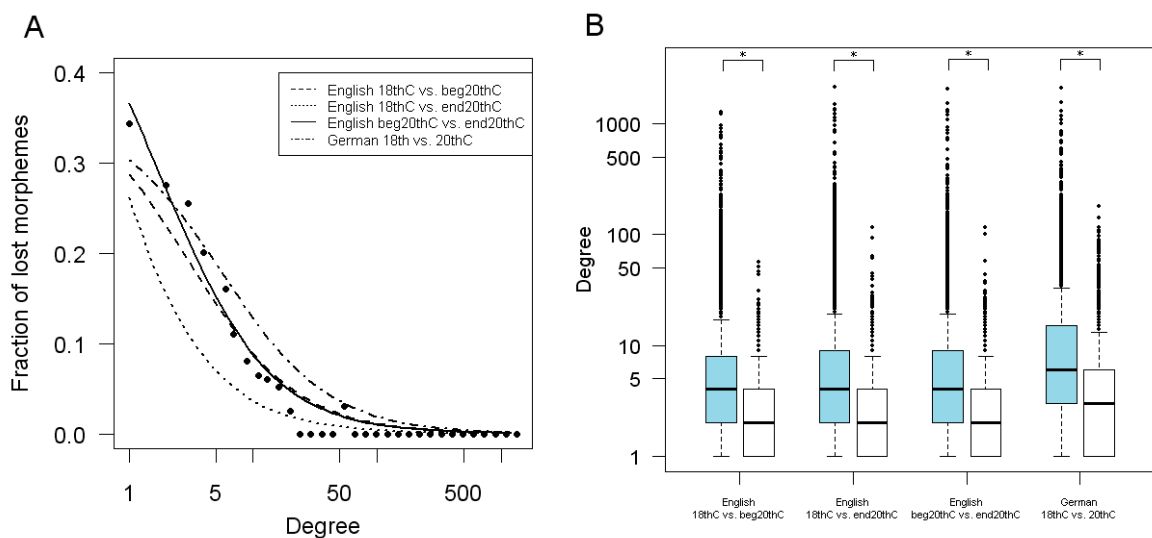 A
Fraction of lost morphemes
0.4
0.3
0.2
0.1
0.0
English 18thC vs. beg20thC
English 18thC vs. end20thC
English beg20thC vs. end20thC
German 18th vs. 20thC
1
5
50
500
Degree
B
Degree
1000
500
100
50
10
5
1
*
*
*
*
English
18thC vs. beg20thC
English
18thC vs. end20thC
English
beg20thC vs. end20thC
German
18thC vs. 20thC